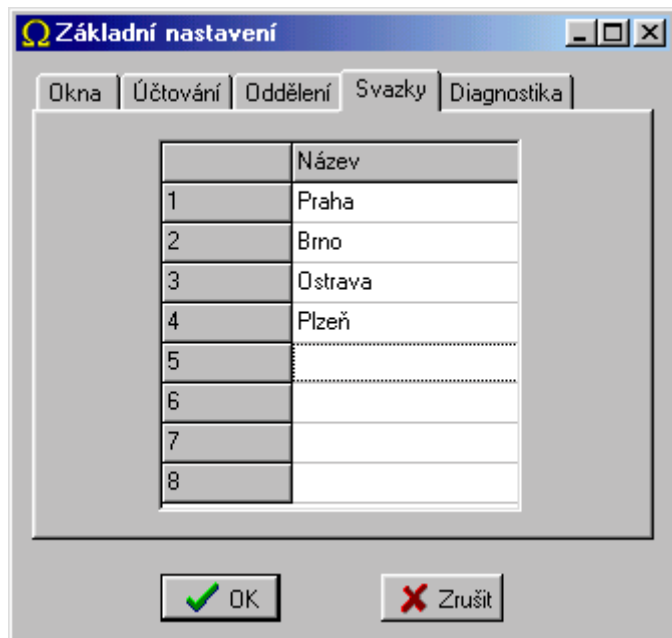 Ω Základní nastavení
Okna Účtování Oddělení Svazky Diagnostika
Název
1 Praha
2 Brno
3 Ostrava
4 Plzeň
5
6
7
8
OK Zrušit